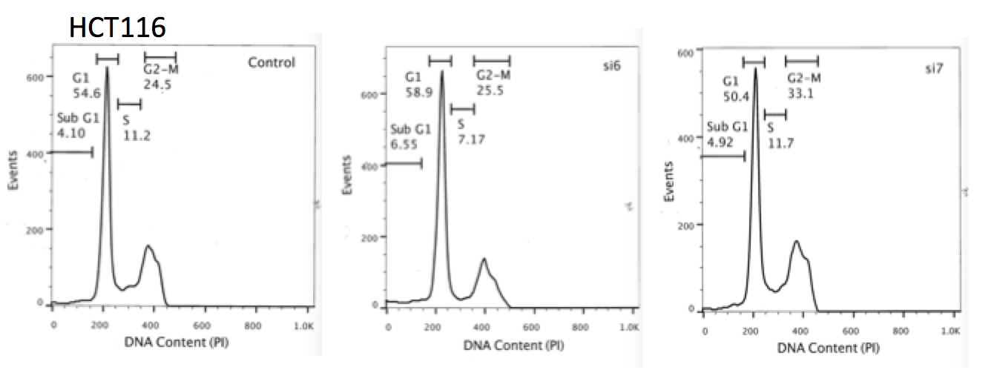 HCT116
Control
G1
54.6
G2-M
24.5
Sub G1
4.10
S
11.2
600
400
200
0
Events
0 200 400 600 800 1.0K
DNA Content (PI)
si6
G1
58.9
G2-M
25.5
Sub G1
6.55
S
7.17
600
400
200
0
Events
0 200 400 600 800 1.0K
DNA Content (PI)
si7
G1
50.4
G2-M
33.1
Sub G1
4.92
S
11.7
600
400
200
0
Events
0 200 400 600 800 1.0K
DNA Content (PI)